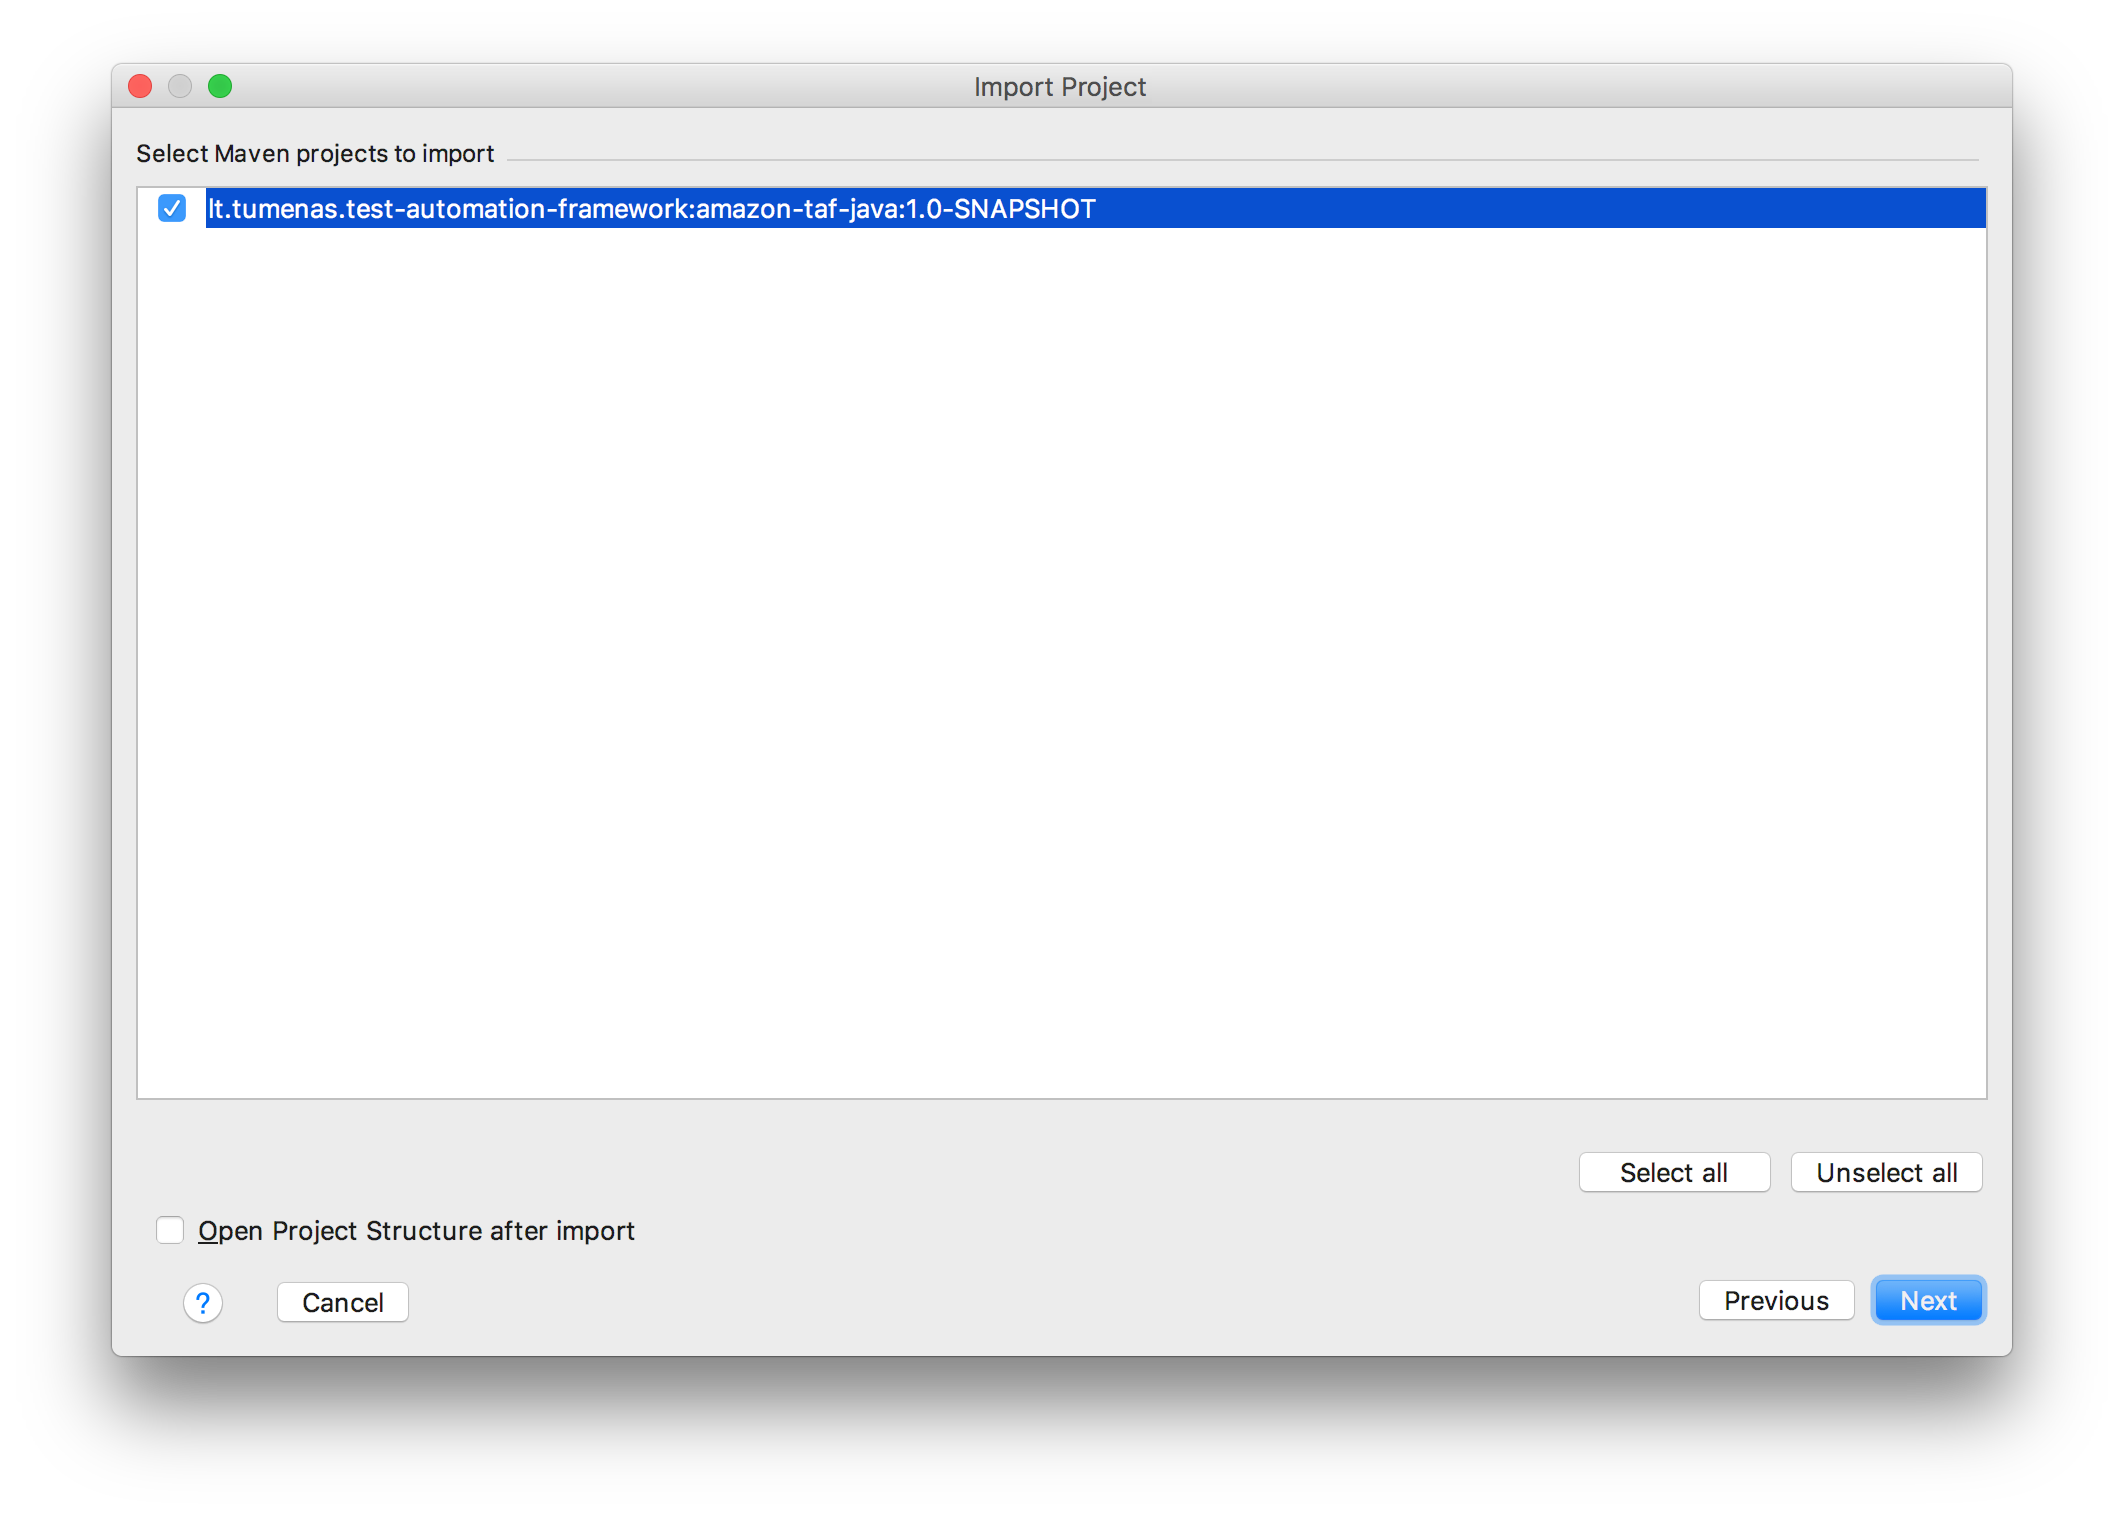 Import Project
Select Maven projects to import
lt.tumenas.test-automation-framework:amazon-taf-java:1.0-SNAPSHOT
Select all
Unselect all
Open Project Structure after import
?
Cancel
Previous
Next